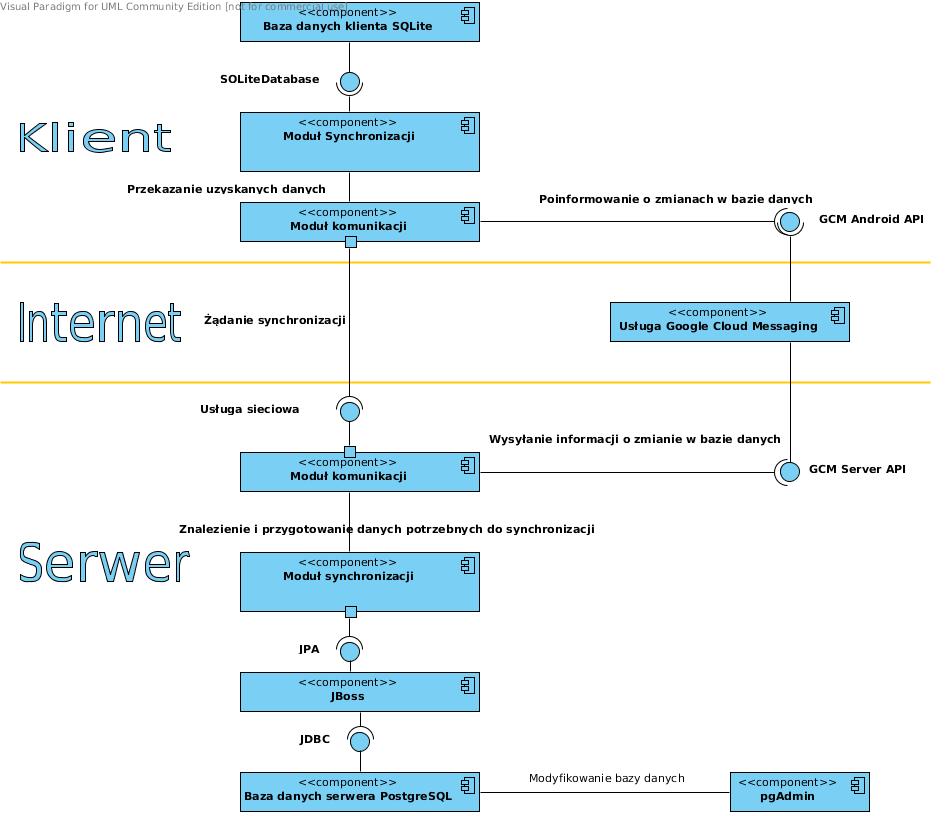 Visual Paradigm for UML Community Edition [not for commercial use]
<<component>>
Baza danych klienta SQLite
SQLiteDatabase
<<component>>
Moduł Synchronizacji
Klient
Przekazanie uzyskanych danych
<<component>>
Moduł komunikacji
Poinformowanie o zmianach w bazie danych
GCM Android API
Internet
Żądanie synchronizacji
<<component>>
Usługa Google Cloud Messaging
Usługa sieciowa
Wysyłanie informacji o zmianie w bazie danych
<<component>>
Moduł komunikacji
GCM Server API
Znalezienie i przygotowanie danych potrzebnych do synchronizacji
Serwer
<<component>>
Moduł synchronizacji
JPA
<<component>>
JBoss
JDBC
<<component>>
Baza danych serwera PostgreSQL
Modyfikowanie bazy danych
<<component>>
pgAdmin